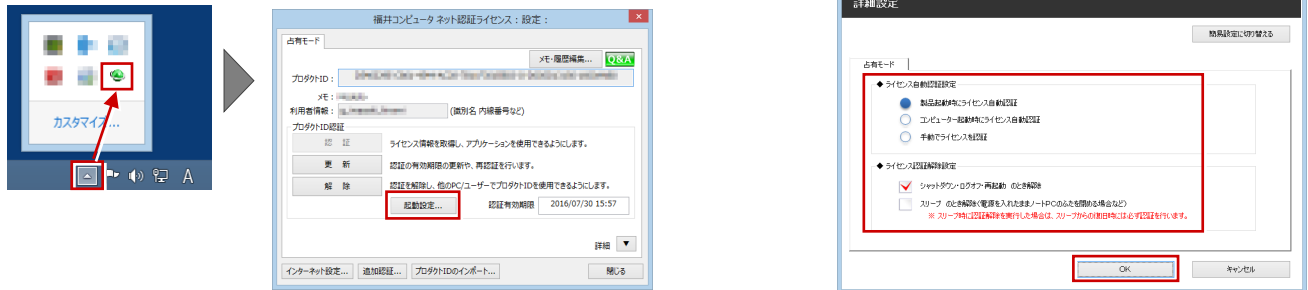 カスタマイズ...
A
福井コンピュータ ネット認証ライセンス：設定：
占有モード
メモ・履歴編集...
Q&A
プロダクトID：
メモ：
利用者情報：
(識別名 内線番号など)
プロダクトID認証
認 証
ライセンス情報を取得し、アプリケーションを使用できるようにします。
更 新
認証の有効期限の更新や、再認証を行います。
解 除
認証を解除し、他のPC/ユーザーでプロダクトIDを使用できるようにします。
起動設定...
認証有効期限
2016/07/30 15:57
詳細
インターネット設定...
追加認証...
プロダクトIDのインポート...
閉じる
詳細設定
簡易設定に切り替える
占有モード
◆ ライセンス自動認証設定
製品起動時にライセンス自動認証
コンピューター起動時にライセンス自動認証
手動でライセンスを認証
◆ ライセンス認証解除設定
シャットダウン・ログオフ・再起動 のとき解除
スリープ のとき解除(電源を入れたままノートPCのふたを閉める場合など)
※ スリープ時に認証解除を実行した場合は、スリープからの復旧時には必ず認証を行います。
OK
キャンセル